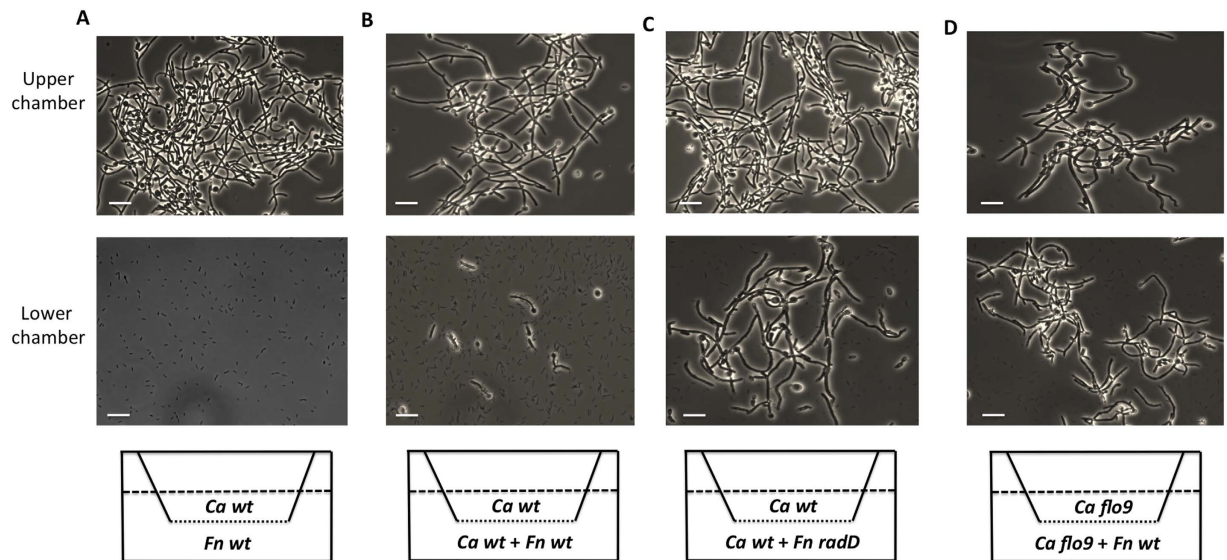 A
B
C
D
Upper
chamber
Lower
chamber
Ca wt
Fn wt
Ca wt
Ca wt + Fn wt
Ca wt
Ca wt + Fn radD
Ca flo9
Ca flo9 + Fn wt